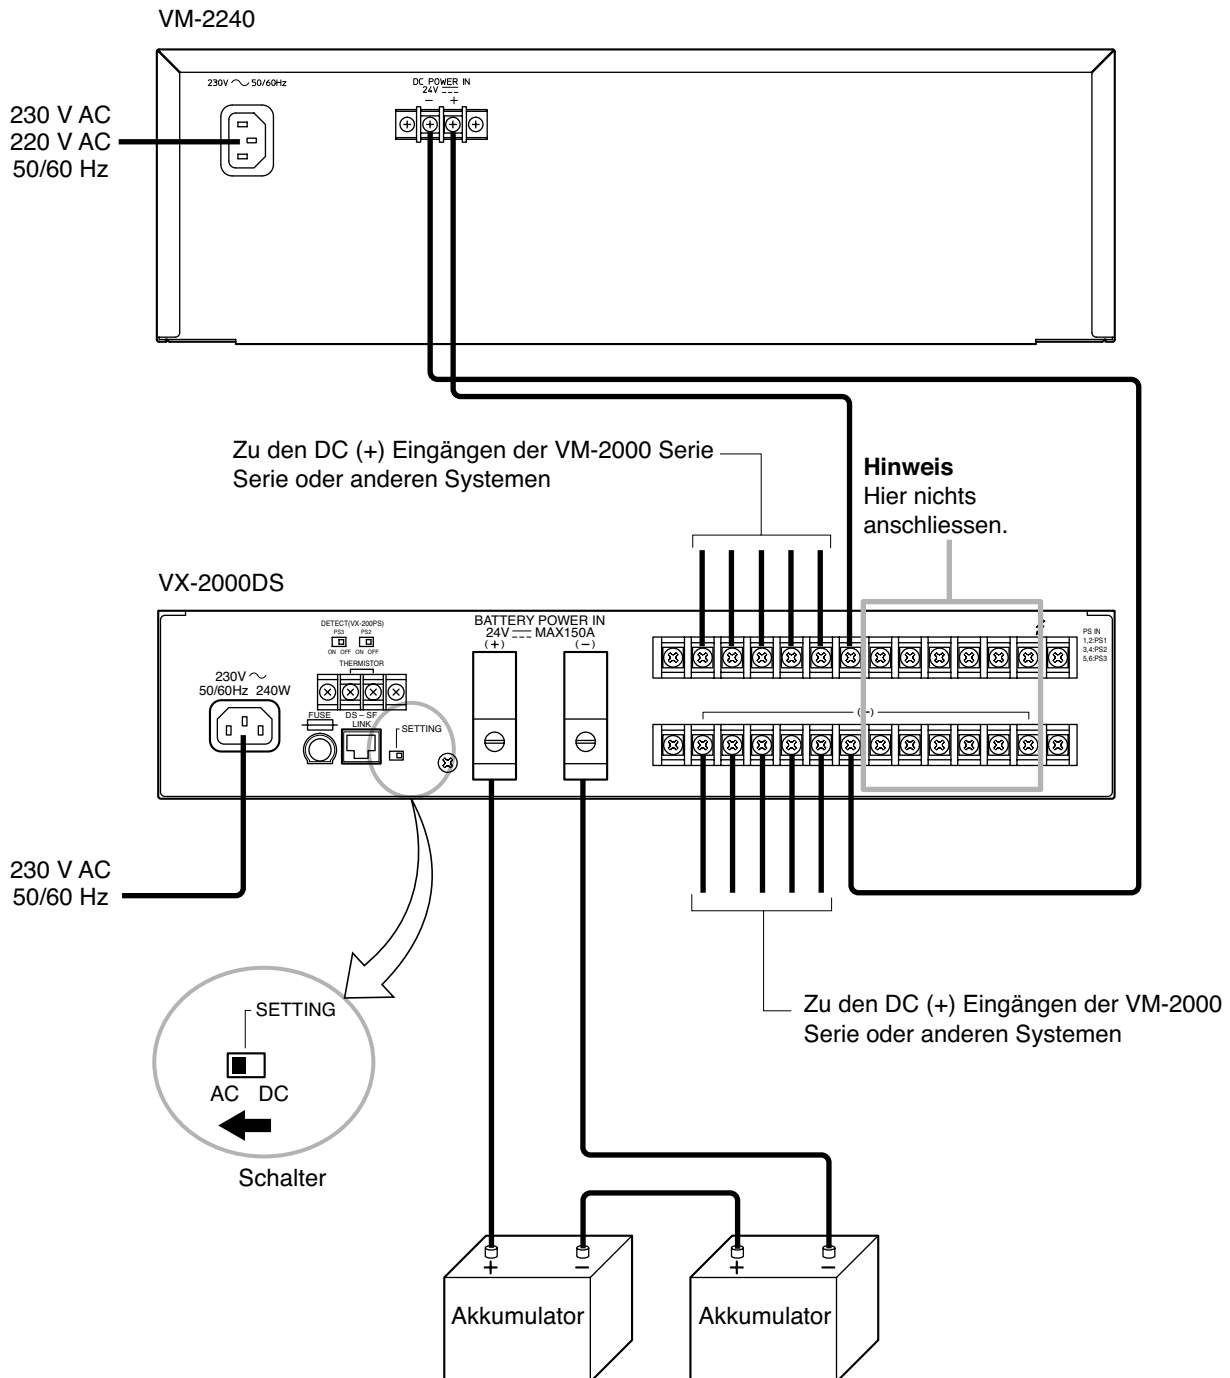 VM-2240
230V ~ 50/60Hz
DC POWER IN
24V ⎓
− +
230 V AC
220 V AC
50/60 Hz
Zu den DC (+) Eingängen der VM-2000 Serie
Serie oder anderen Systemen
Hinweis
Hier nichts
anschliessen.
VX-2000DS
DETECT(VX-200PS)
PS3 PS2
ON OFF ON OFF
THERMISTOR
BATTERY POWER IN
24V ⎓ MAX150A
(+) (−)
PS IN
1,2:PS1
3,4:PS2
5,6:PS3
230V ~
50/60Hz 240W
FUSE
DS – SF
LINK
SETTING
230 V AC
50/60 Hz
SETTING
AC DC
Schalter
Zu den DC (+) Eingängen der VM-2000
Serie oder anderen Systemen
+ −
+ −
Akkumulator
Akkumulator